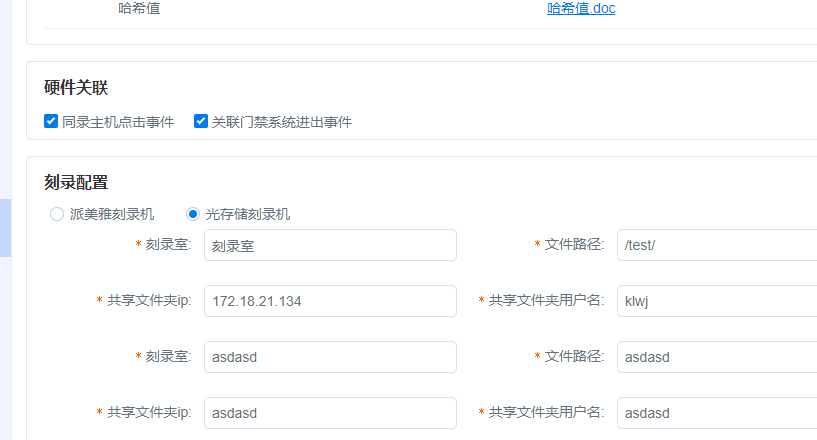 哈希值 哈希值.doc
硬件关联
同录主机点击事件 关联门禁系统进出事件
刻录配置
派美雅刻录机 光存储刻录机
* 刻录室: 刻录室 * 文件路径: /test/
* 共享文件夹ip: 172.18.21.134 * 共享文件夹用户名: klwj
* 刻录室: asdasd * 文件路径: asdasd
* 共享文件夹ip: asdasd * 共享文件夹用户名: asdasd